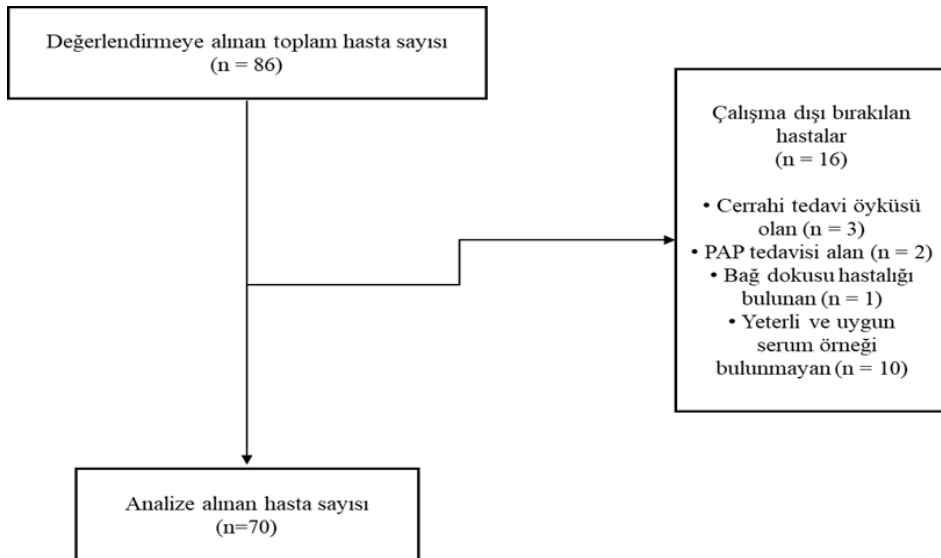 Değerlendirmeye alınan toplam hasta sayısı
(n = 86)
Çalışma dışı bırakılan
hastalar
(n = 16)
• Cerrahi tedavi öyküsü
olan (n = 3)
• PAP tedavisi alan (n = 2)
• Bağ dokusu hastalığı
bulunan (n = 1)
• Yeterli ve uygun
serum örneği
bulunmayan (n = 10)
Analize alınan hasta sayısı
(n=70)